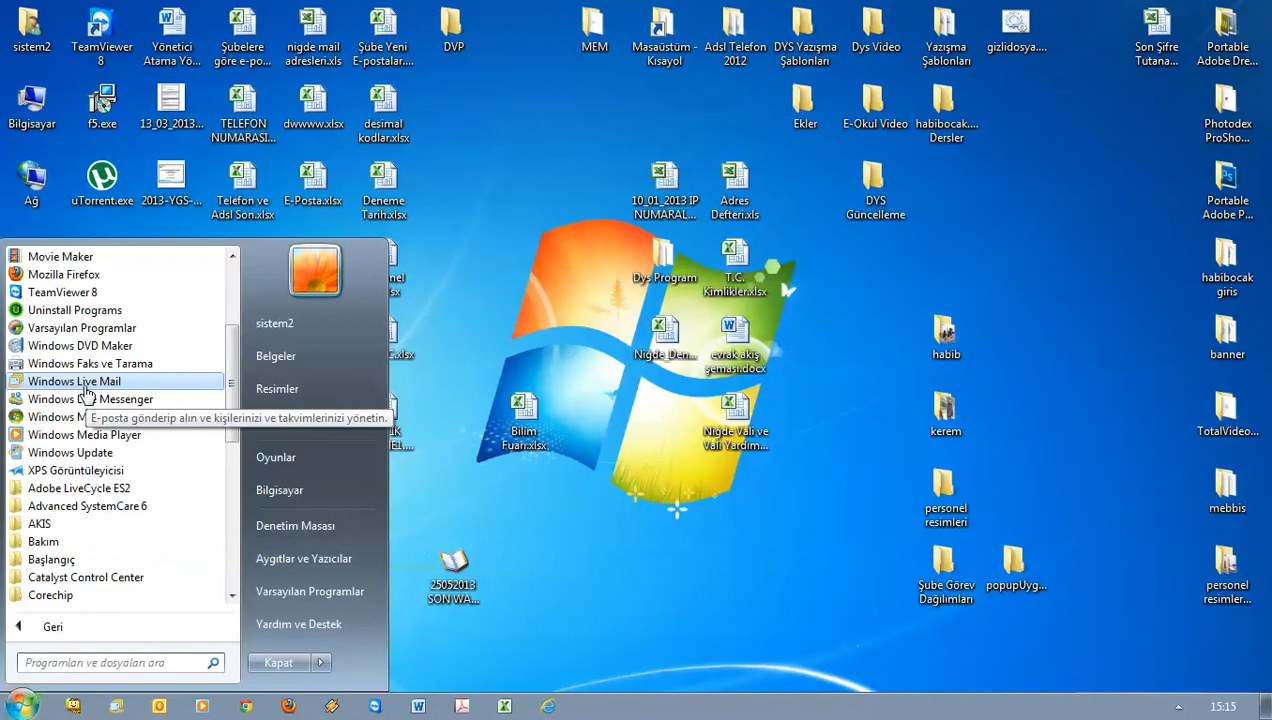 sistem2
TeamViewer
8
Yönetici
Atama Yö...
Şubelere
göre e-po...
nigde mail
adresleri.xls
Şube Yeni
E-postalar....
DVP
MEM
Masaüstüm -
Kısayol
Adsl Telefon
2012
DYS Yazışma
Şablonları
Dys Video
Yazışma
Şablonları
gizlidosya....
Son Şifre
Tutana...
Portable
Adobe Dre...
Bilgisayar
f5.exe
13_03_2013...
TELEFON
NUMARASI...
dwwww.xlsx
desimal
kodlar.xlsx
Ekler
E-Okul Video
habibocak....
Dersler
Photodex
ProSho...
Ağ
uTorrent.exe
2013-YGS-...
Telefon ve
Adsl Son.xlsx
E-Posta.xlsx
Deneme
Tarih.xlsx
10_01_2013 IP
NUMARAL...
Adres
Defteri.xls
DYS
Güncelleme
Portable
Adobe P...
Dys Program
T.C.
Kimlikler.xlsx
habibocak
giris
evrak akış
şeması.docx
habib
banner
Bilim
Fuarı.xlsx
Niğde Vali ve
Vali Yardım...
kerem
TotalVideo...
personel
resimleri
mebbis
25052013
SON WA...
Şube Görev
Dağılımları
popupUyg...
personel
resimler...
Movie Maker
Mozilla Firefox
TeamViewer 8
Uninstall Programs
Varsayılan Programlar
Windows DVD Maker
Windows Faks ve Tarama
Windows Live Mail
Messenger
E-posta gönderip alın ve kişilerinizi ve takvimlerinizi yönetin.
Windows Media Player
Windows Update
XPS Görüntüleyicisi
Adobe LiveCycle ES2
Advanced SystemCare 6
AKIS
Bakım
Başlangıç
Catalyst Control Center
Corechip
Geri
Programları ve dosyaları ara
sistem2
Belgeler
Resimler
Oyunlar
Bilgisayar
Denetim Masası
Aygıtlar ve Yazıcılar
Varsayılan Programlar
Yardım ve Destek
Kapat
15:15